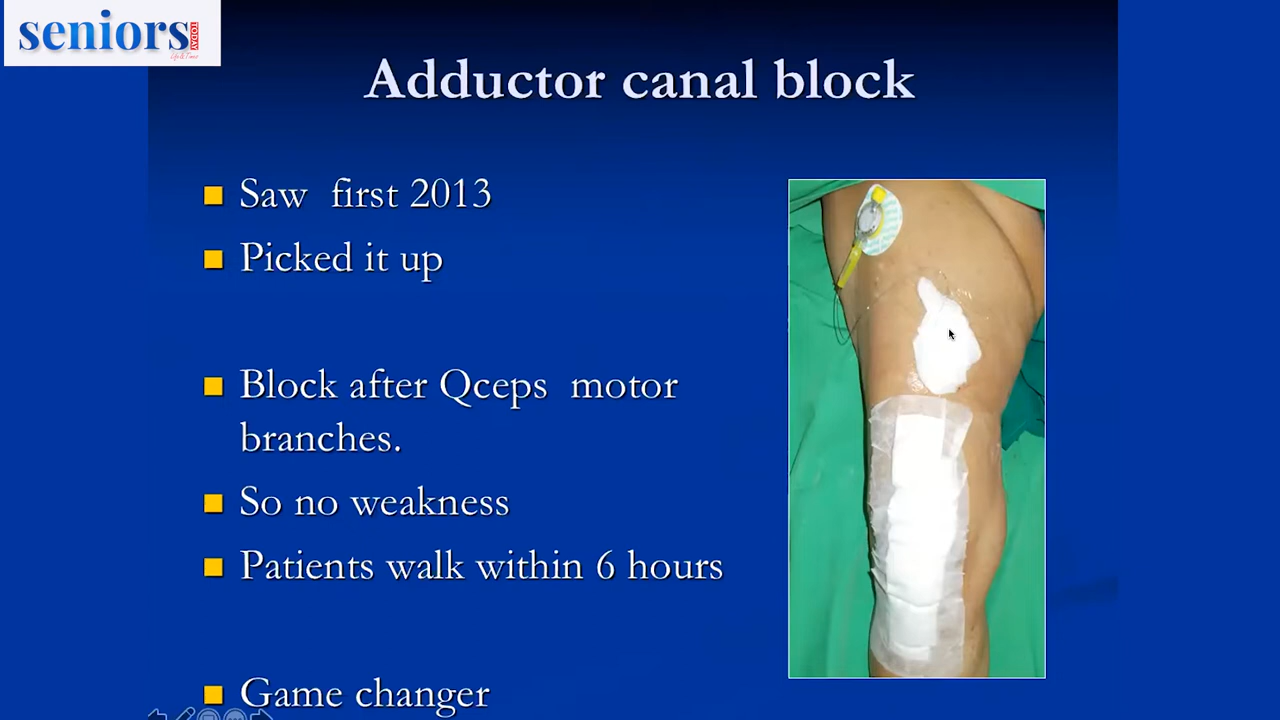 seniors
TODAY
Adductor canal block
Saw first 2013
Picked it up
Block after Qceps motor
branches.
So no weakness
Patients walk within 6 hours
Game changer